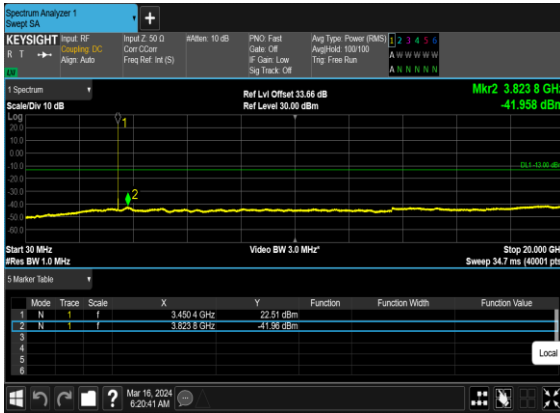 Spectrum Analyzer 1
Swept SA
+
KEYSIGHT Input: RF Input Z: 50 Ω #Atten: 10 dB PNO: Fast Avg Type: Power (RMS) 1 2 3 4 5 6
R T Coupling: DC Corr CCorr Gate: Off Avg|Hold: 100/100 A W W W W W
Align: Auto Freq Ref: Int (S) IF Gain: Low Trig: Free Run
Sig Track: Off A N N N N N
1 Spectrum Ref Lvl Offset 33.66 dB Mkr2 3.823 8 GHz
Scale/Div 10 dB Ref Level 30.00 dBm -41.958 dBm
Log
20.0
10.0
0.00
-10.0
-20.0
-30.0
-40.0
-50.0
-60.0
1
2
DL1 -13.00 dBm
Start 30 MHz Video BW 3.0 MHz* Stop 20.000 GH
#Res BW 1.0 MHz Sweep 34.7 ms (40001 pts
5 Marker Table
Mode Trace Scale X Y Function Function Width Function Value
1 N 1 f 3.450 4 GHz 22.51 dBm
2 N 1 f 3.823 8 GHz -41.96 dBm
3
4
5
6
Local
? Mar 16, 2024
6:20:41 AM